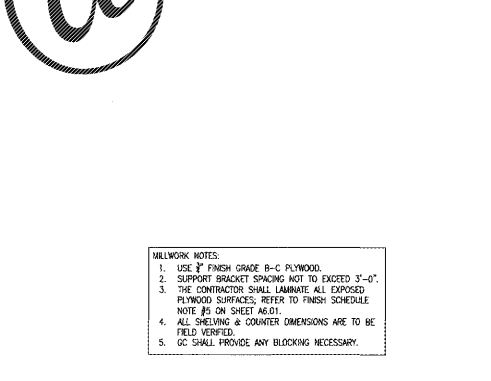 MILLWORK NOTES:
1. USE ¾" FINISH GRADE B-C PLYWOOD.
2. SUPPORT BRACKET SPACING NOT TO EXCEED 3'-0".
3. THE CONTRACTOR SHALL LAMINATE ALL EXPOSED
PLYWOOD SURFACES; REFER TO FINISH SCHEDULE
NOTE #5 ON SHEET A6.01.
4. ALL SHELVING & COUNTER DIMENSIONS ARE TO BE
FIELD VERIFIED.
5. GC SHALL PROVIDE ANY BLOCKING NECESSARY.